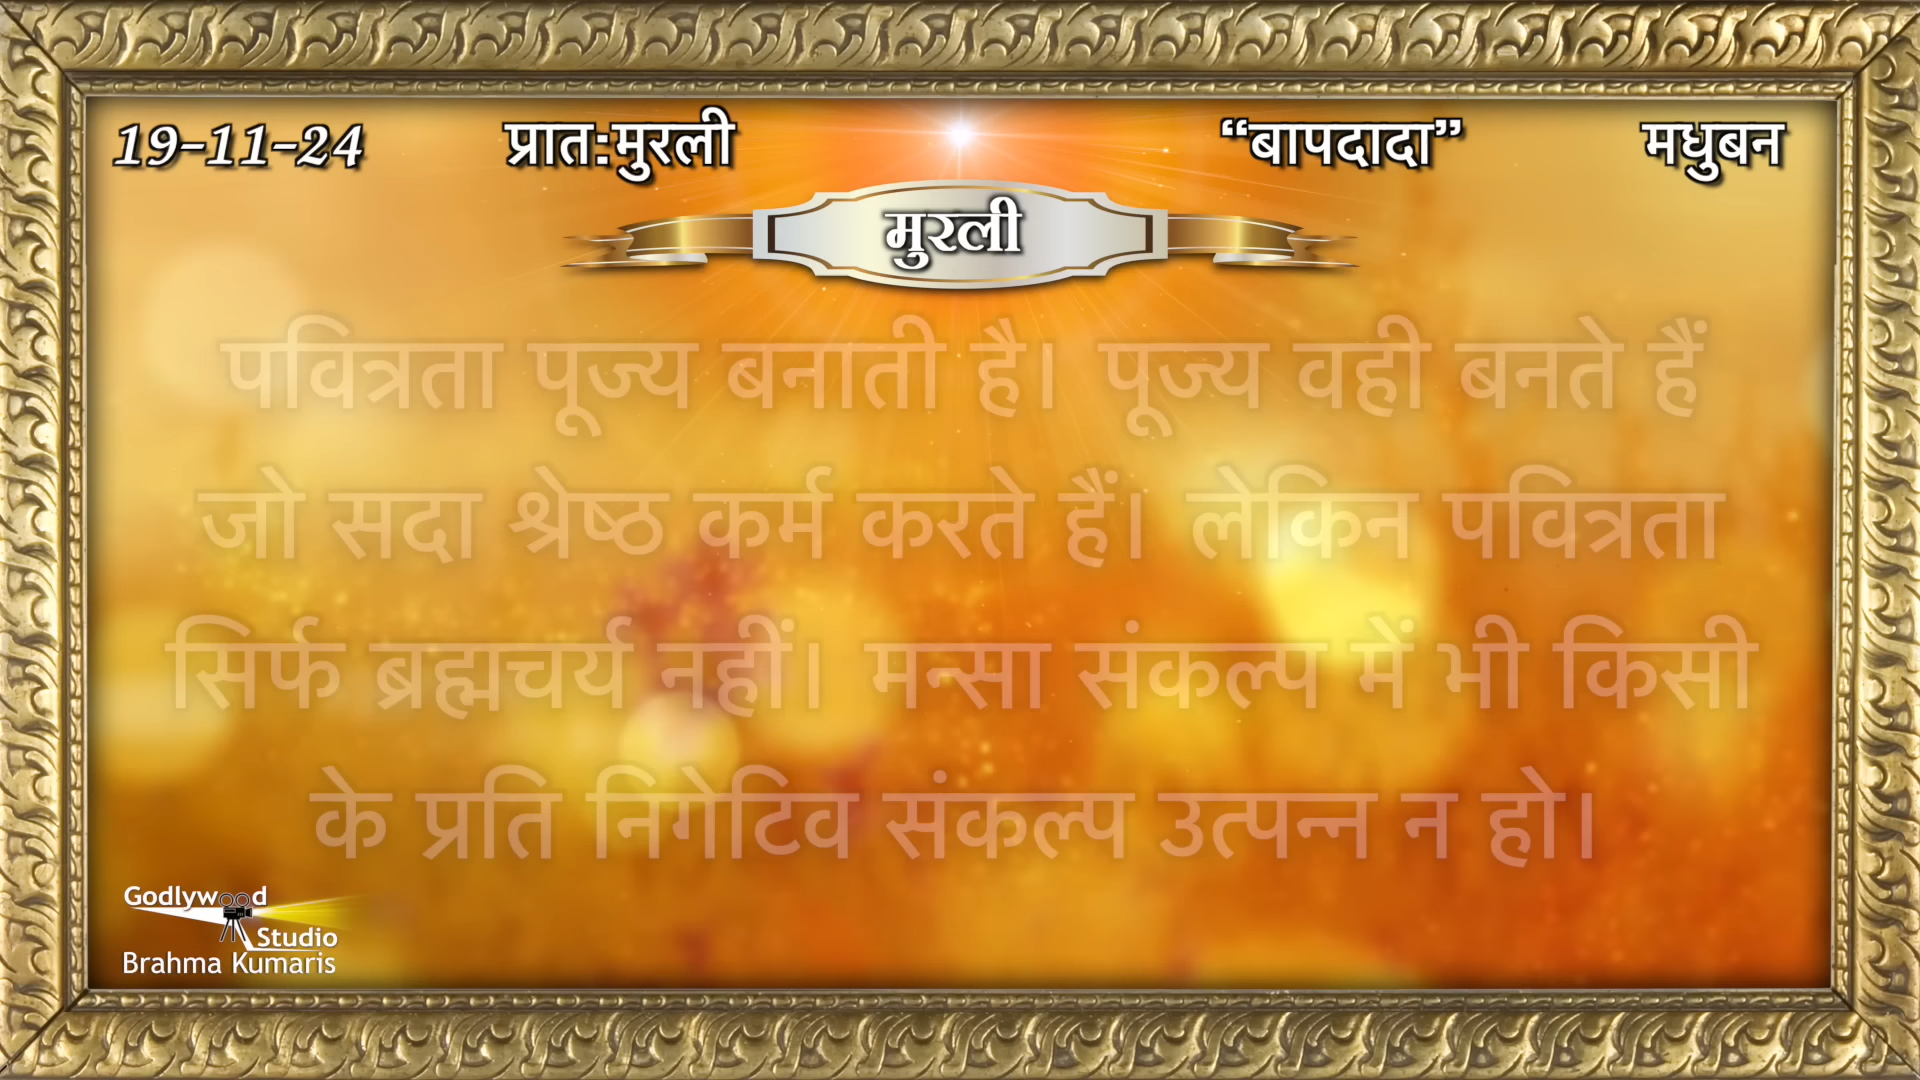 19-11-24 प्रात:मुरली “बापदादा” मधुबन
मुरली
पवित्रता पूज्य बनाती है। पूज्य वही बनते हैं
जो सदा श्रेष्ठ कर्म करते हैं। लेकिन पवित्रता
सिर्फ ब्रह्मचर्य नहीं। मन्सा संकल्प में भी किसी
के प्रति निगेटिव संकल्प उत्पन्न न हो।
Godlywood
Studio
Brahma Kumaris